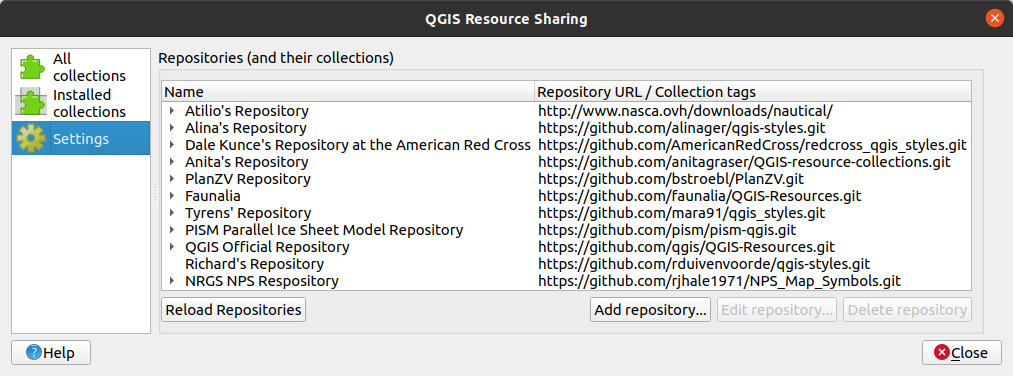 QGIS Resource Sharing
All
collections
Installed
collections
Settings
Repositories (and their collections)
Name Repository URL / Collection tags
Atilio's Repository http://www.nasca.ovh/downloads/nautical/
Alina's Repository https://github.com/alinager/qgis-styles.git
Dale Kunce's Repository at the American Red Cross https://github.com/AmericanRedCross/redcross_qgis_styles.git
Anita's Repository https://github.com/anitagraser/QGIS-resource-collections.git
PlanZV Repository https://github.com/bstroebl/PlanZV.git
Faunalia https://github.com/faunalia/QGIS-Resources.git
Tyrens' Repository https://github.com/mara91/qgis_styles.git
PISM Parallel Ice Sheet Model Repository https://github.com/pism/pism-qgis.git
QGIS Official Repository https://github.com/qgis/QGIS-Resources.git
Richard's Repository https://github.com/rduivenvoorde/qgis-styles.git
NRGS NPS Respository https://github.com/rjhale1971/NPS_Map_Symbols.git
Reload Repositories Add repository... Edit repository... Delete repository
Help Close